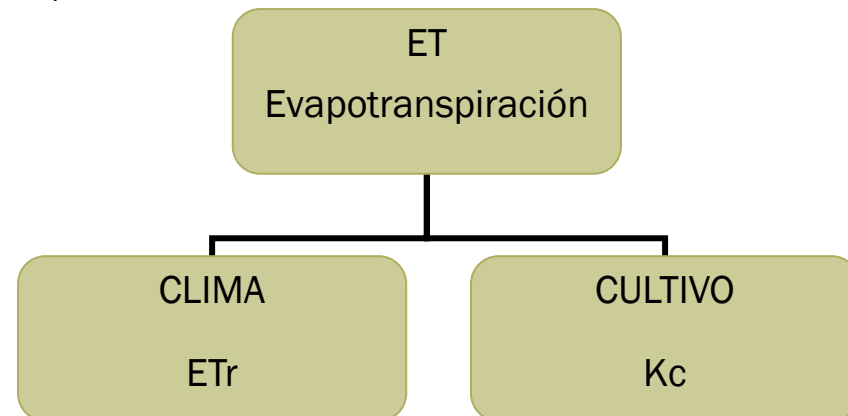 ET
Evapotranspiración
CLIMA
ETr
CULTIVO
Kc